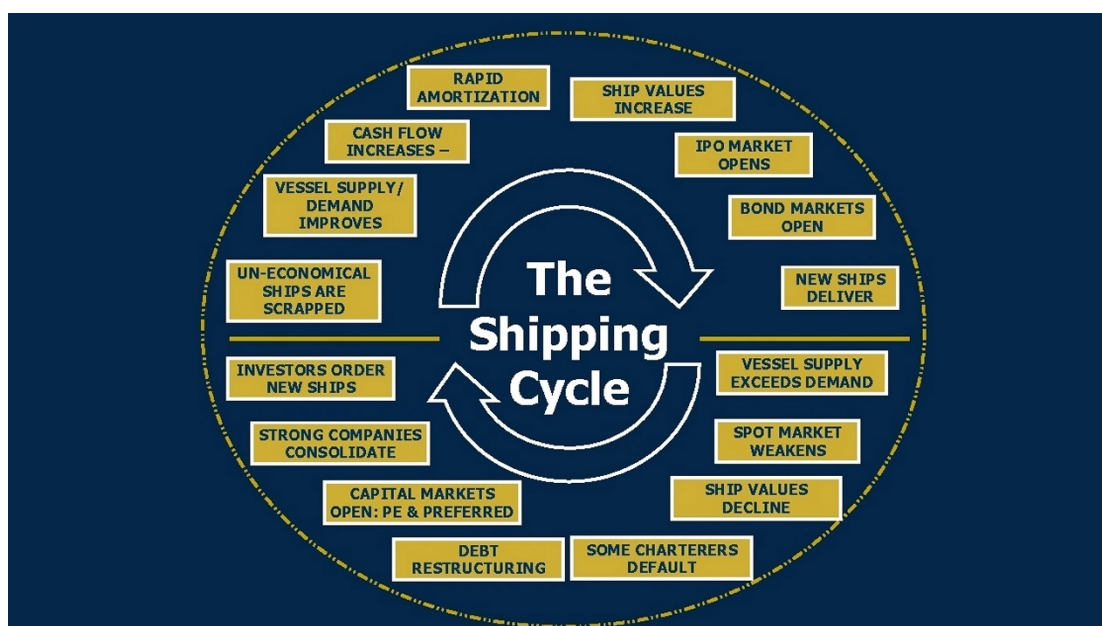 RAPID
AMORTIZATION
SHIP VALUES
INCREASE
CASH FLOW
INCREASES –
IPO MARKET
OPENS
VESSEL SUPPLY/
DEMAND
IMPROVES
BOND MARKETS
OPEN
UN-ECONOMICAL
SHIPS ARE
SCRAPPED
NEW SHIPS
DELIVER
The
Shipping
Cycle
INVESTORS ORDER
NEW SHIPS
VESSEL SUPPLY
EXCEEDS DEMAND
STRONG COMPANIES
CONSOLIDATE
SPOT MARKET
WEAKENS
CAPITAL MARKETS
OPEN: PE & PREFERRED
SHIP VALUES
DECLINE
DEBT
RESTRUCTURING
SOME CHARTERERS
DEFAULT